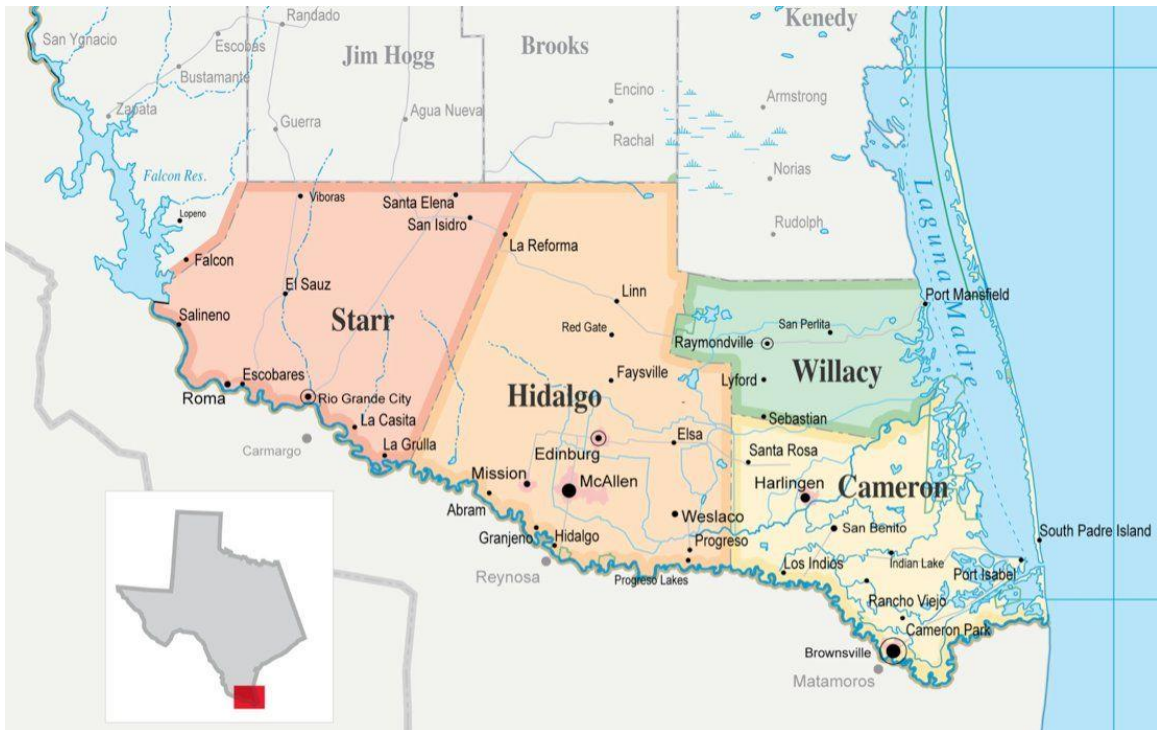 Kenedy
San Ygnacio
Randado
Escobas
Jim Hogg
Brooks
Bustamante
Zapata
Guerra
Agua Nueva
Encino
Rachal
Armstrong
Norias
Rudolph
Falcon Res.
Lopeno
Viboras
Santa Elena
San Isidro
La Reforma
Falcon
El Sauz
Salineno
Starr
Linn
Red Gate
Port Mansfield
San Perlita
Raymondville
Willacy
Laguna Madre
Roma
Escobares
Rio Grande City
Hidalgo
Faysville
Lyford
Sebastian
Camargo
La Casita
La Grulla
Edinburg
Elsa
Santa Rosa
Mission
McAllen
Harlingen
Cameron
Abram
Weslaco
San Benito
Granjeno
Hidalgo
Progreso
Indian Lake
South Padre Island
Port Isabel
Reynosa
Progreso Lakes
Los Indios
Rancho Viejo
Cameron Park
Brownsville
Matamoros